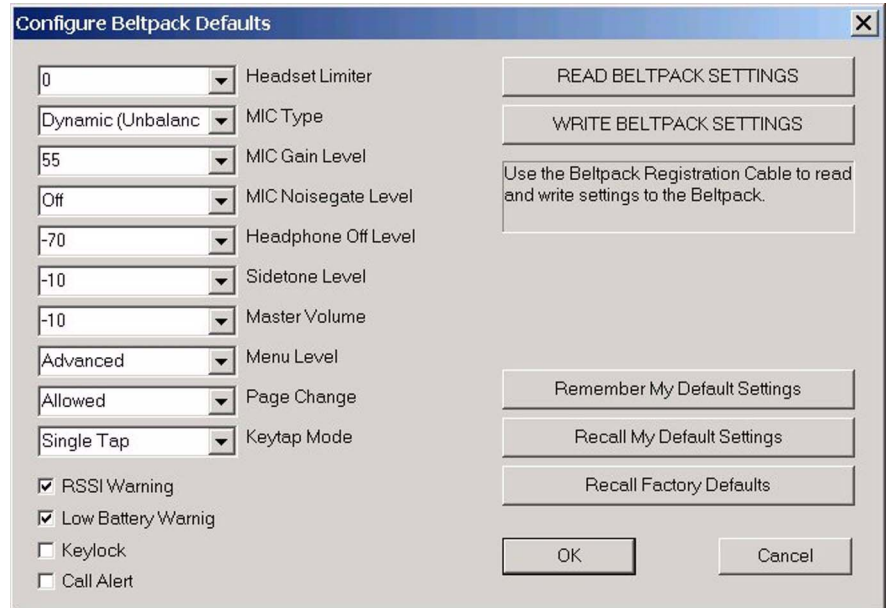 Configure Beltpack Defaults
0 Headset Limiter
Dynamic (Unbalanc MIC Type
55 MIC Gain Level
Off MIC Noisegate Level
-70 Headphone Off Level
-10 Sidetone Level
-10 Master Volume
Advanced Menu Level
Allowed Page Change
Single Tap Keytap Mode
RSSI Warning
Low Battery Warnig
Keylock
Call Alert
READ BELTPACK SETTINGS
WRITE BELTPACK SETTINGS
Use the Beltpack Registration Cable to read
and write settings to the Beltpack.
Remember My Default Settings
Recall My Default Settings
Recall Factory Defaults
OK Cancel